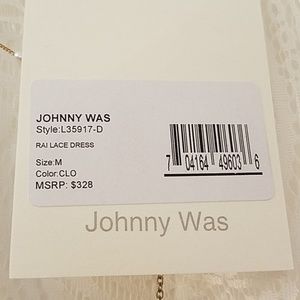 JOHNNY WAS
Style:L35917-D
RAI LACE DRESS
Size:M
Color:CLO
MSRP: $328
7 04164 49603 6
Johnny Was